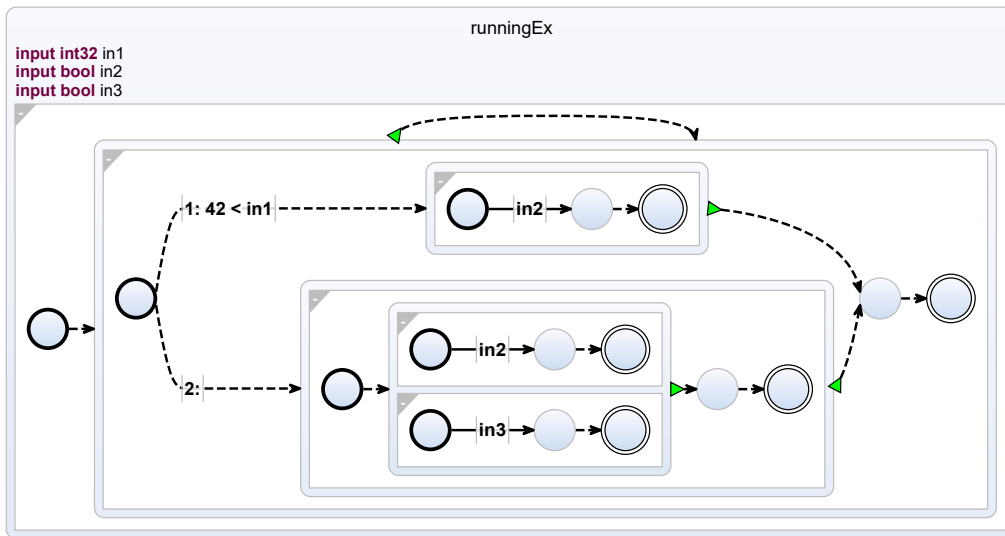 runningEx
input int32 in1
input bool in2
input bool in3
1: 42 < in1
in2
2:
in2
in3